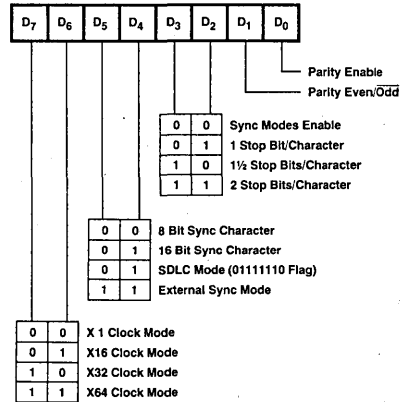 D7 D6 D5 D4 D3 D2 D1 D0
Parity Enable
Parity Even/O̅d̅d̅
0 0 Sync Modes Enable
0 1 1 Stop Bit/Character
1 0 1½ Stop Bits/Character
1 1 2 Stop Bits/Character
0 0 8 Bit Sync Character
0 1 16 Bit Sync Character
0 1 SDLC Mode (01111110 Flag)
1 1 External Sync Mode
0 0 X 1 Clock Mode
0 1 X16 Clock Mode
1 0 X32 Clock Mode
1 1 X64 Clock Mode